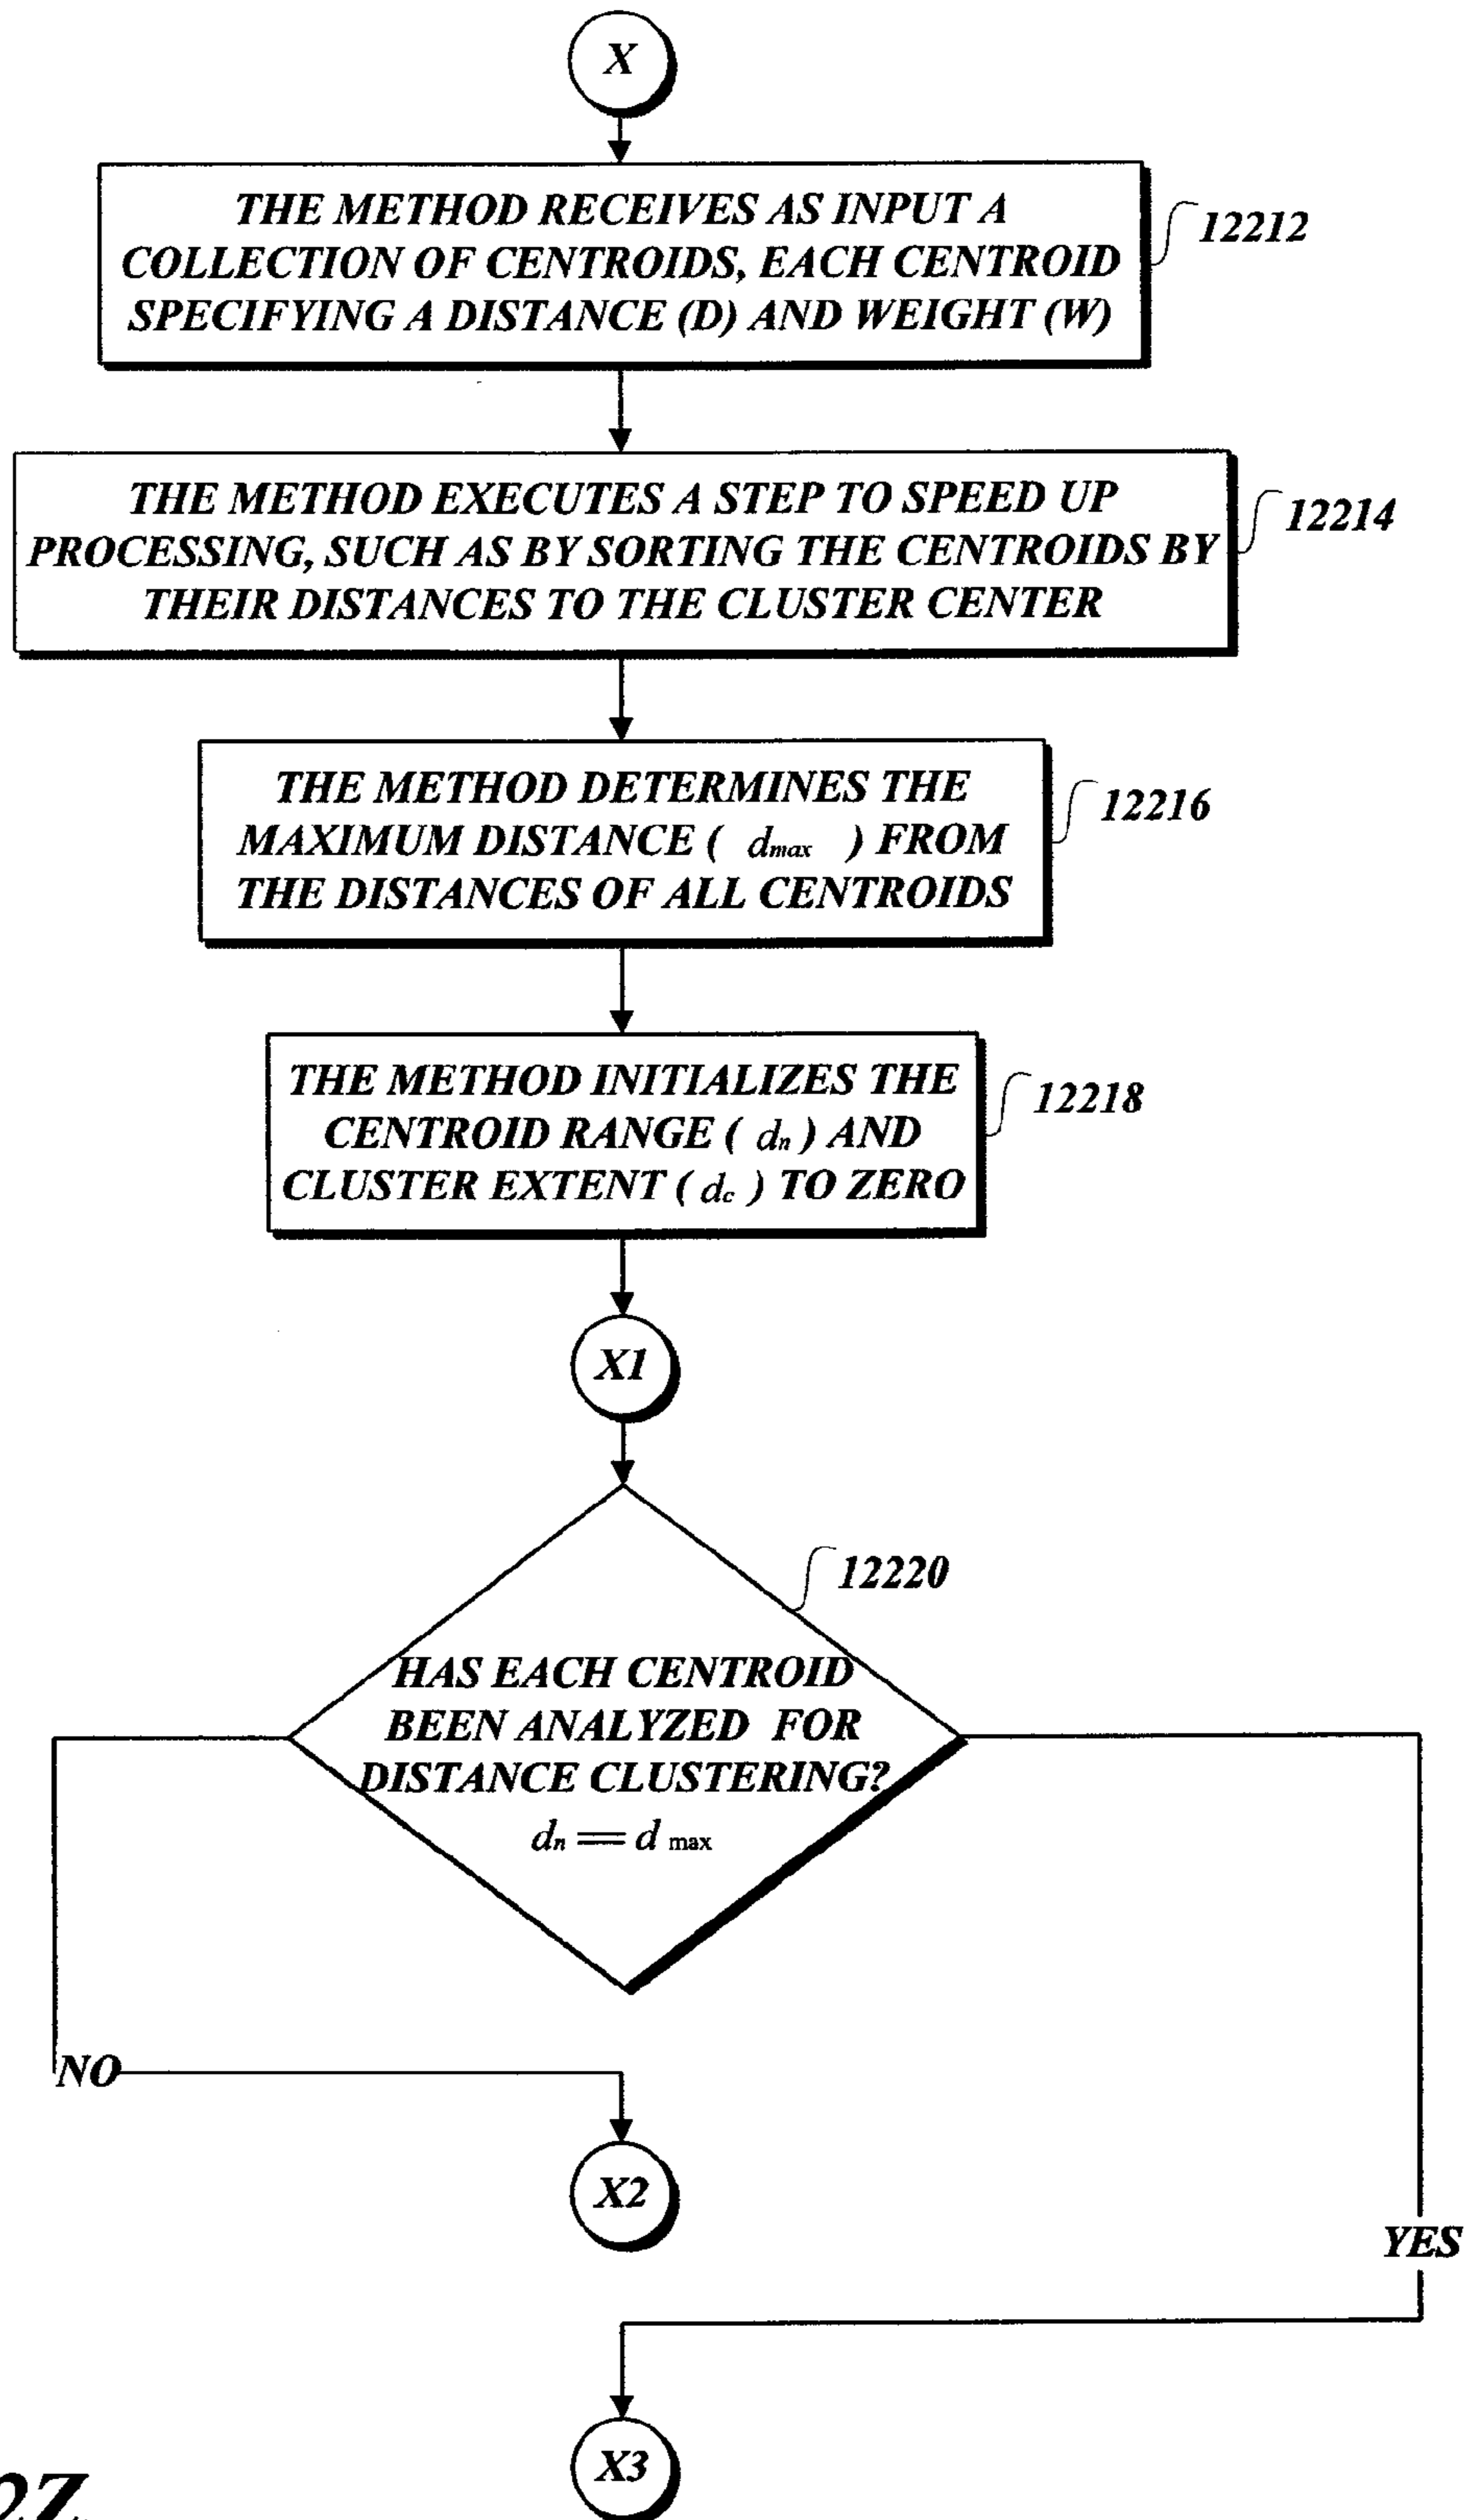 X
THE METHOD RECEIVES AS INPUT A
COLLECTION OF CENTROIDS, EACH CENTROID
SPECIFYING A DISTANCE (D) AND WEIGHT (W)
12212
THE METHOD EXECUTES A STEP TO SPEED UP
PROCESSING, SUCH AS BY SORTING THE CENTROIDS BY
THEIR DISTANCES TO THE CLUSTER CENTER
12214
THE METHOD DETERMINES THE
MAXIMUM DISTANCE ( dmax ) FROM
THE DISTANCES OF ALL CENTROIDS
12216
THE METHOD INITIALIZES THE
CENTROID RANGE ( dn ) AND
CLUSTER EXTENT ( dc ) TO ZERO
12218
X1
12220
HAS EACH CENTROID
BEEN ANALYZED FOR
DISTANCE CLUSTERING?
dn == d max
NO
X2
YES
X3